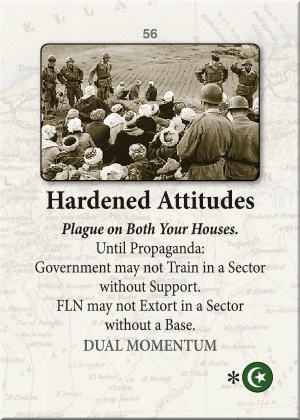 56
Hardened Attitudes
Plague on Both Your Houses.
Until Propaganda:
Government may not Train in a Sector
without Support.
FLN may not Extort in a Sector
without a Base.
DUAL MOMENTUM
*